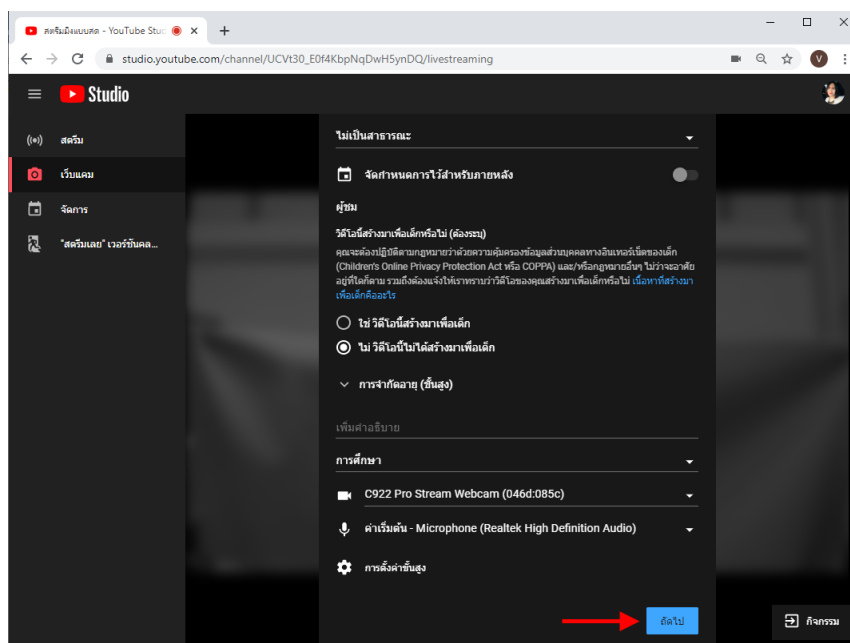 สตรีมมิงแบบสด - YouTube Stu
studio.youtube.com/channel/UCVt30_E0f4KbpNqDwH5ynDQ/livestreaming
V
Studio
สตรีม
เว็บแคม
จัดการ
"สตรีมเลย" เวอร์ชันคล...
ไม่เป็นสาธารณะ
จัดกำหนดการไว้สำหรับภายหลัง
ผู้ชม
วิดีโอนี้สร้างมาเพื่อเด็กหรือไม่ (ต้องระบุ)
คุณจะต้องปฏิบัติตามกฎหมายว่าด้วยความคุ้มครองข้อมูลส่วนบุคคลทางอินเทอร์เน็ตของเด็ก
(Children's Online Privacy Protection Act หรือ COPPA) และ/หรือกฎหมายอื่นๆ ไม่ว่าจะอาศัย
อยู่ที่ใดก็ตาม รวมถึงต้องแจ้งให้เราทราบว่าวิดีโอของคุณสร้างมาเพื่อเด็กหรือไม่ เนื้อหาที่สร้างมา
เพื่อเด็กคืออะไร
ใช่ วิดีโอนี้สร้างมาเพื่อเด็ก
ไม่ วิดีโอนี้ไม่ได้สร้างมาเพื่อเด็ก
การจำกัดอายุ (ขั้นสูง)
เพิ่มคำอธิบาย
การศึกษา
C922 Pro Stream Webcam (046d:085c)
ค่าเริ่มต้น - Microphone (Realtek High Definition Audio)
การตั้งค่าขั้นสูง
ถัดไป
กิจกรรม